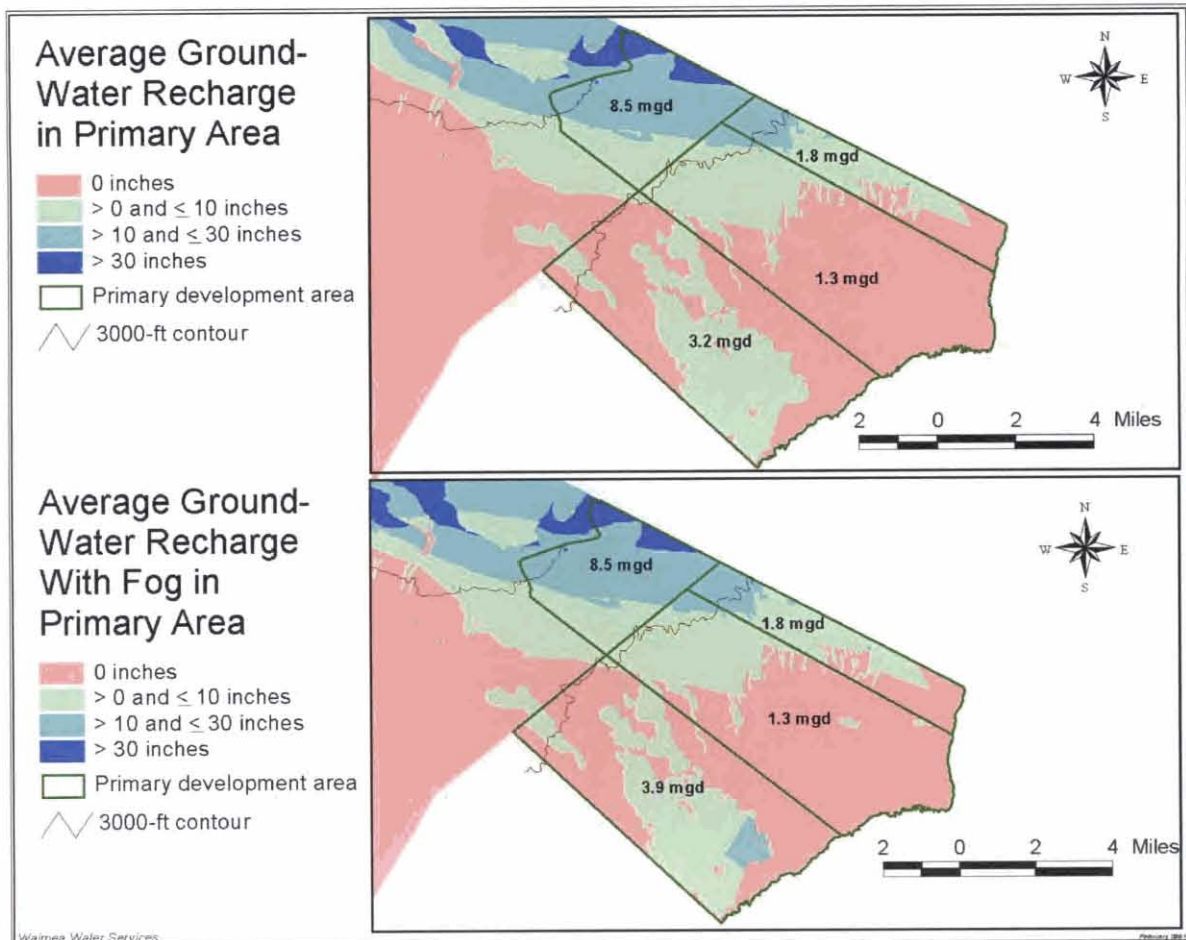 Average Ground-
Water Recharge
in Primary Area
0 inches
> 0 and ≤ 10 inches
> 10 and ≤ 30 inches
> 30 inches
Primary development area
3000-ft contour
8.5 mgd
1.8 mgd
1.3 mgd
3.2 mgd
N
W E
S
2 0 2 4 Miles
Average Ground-
Water Recharge
With Fog in
Primary Area
0 inches
> 0 and ≤ 10 inches
> 10 and ≤ 30 inches
> 30 inches
Primary development area
3000-ft contour
8.5 mgd
1.8 mgd
1.3 mgd
3.9 mgd
N
W E
S
2 0 2 4 Miles
Waimea Water Services
February